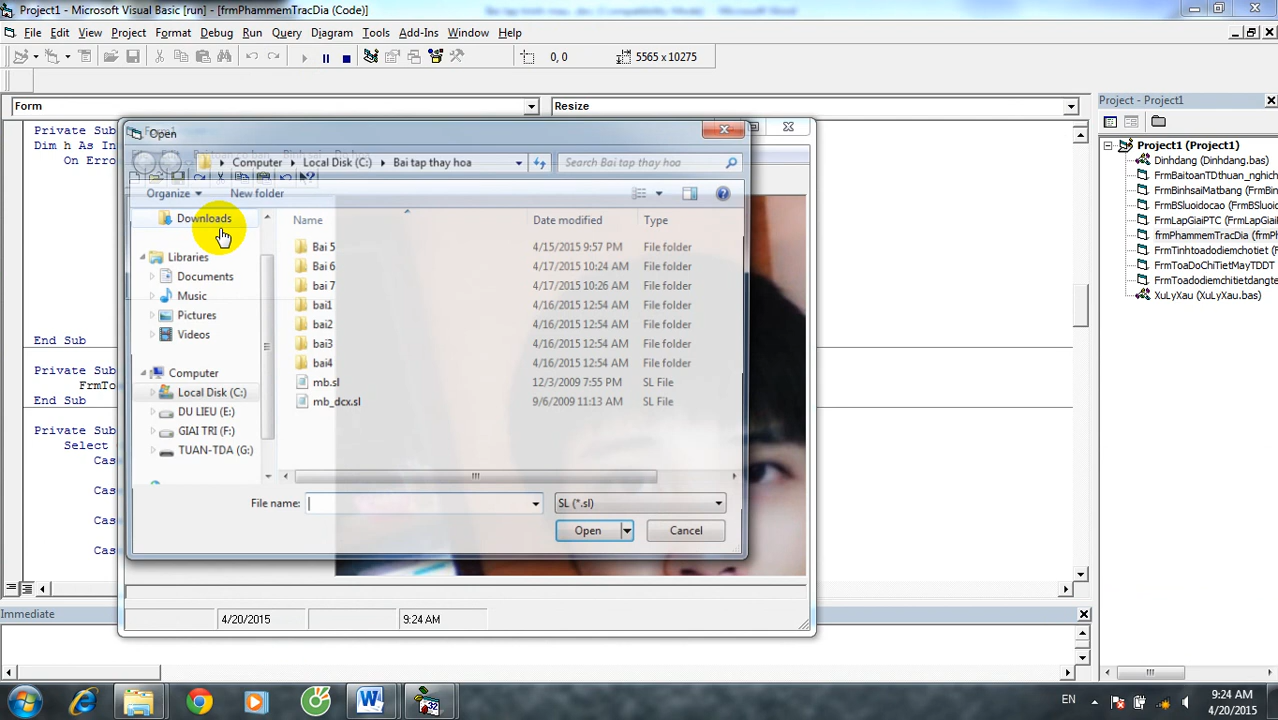 Project1 - Microsoft Visual Basic [run] - [frmPhammemTracDia (Code)]
File Edit View Project Format Debug Run Query Diagram Tools Add-Ins Window Help
0, 0
5565 x 10275
Form
Resize
Private Sub
Dim h As In
On Erro
End Sub
Private Sub
FrmTo
End Sub
Private Sub
Select
Cas
Cas
Cas
Cas
Open
Computer
Local Disk (C:)
Bai tap thay hoa
Search Bai tap thay hoa
Organize
New folder
Downloads
Libraries
Documents
Music
Pictures
Videos
Computer
Local Disk (C:)
DU LIEU (E:)
GIAI TRI (F:)
TUAN-TDA (G:)
Name Date modified Type
Bai 5 4/15/2015 9:57 PM File folder
Bai 6 4/17/2015 10:24 AM File folder
bai 7 4/17/2015 10:26 AM File folder
bai1 4/16/2015 12:54 AM File folder
bai2 4/16/2015 12:54 AM File folder
bai3 4/16/2015 12:54 AM File folder
bai4 4/16/2015 12:54 AM File folder
mb.sl 12/3/2009 7:55 PM SL File
mb_dcx.sl 9/6/2009 11:13 AM SL File
File name:
SL (*.sl)
Open
Cancel
4/20/2015
9:24 AM
Project - Project1
Project1 (Project1)
Dinhdang (Dinhdang.bas)
FrmBaitoanTDthuan_nghich
FrmBinhsaiMatbang (FrmB
FrmBSluoidocao (FrmBSluo
FrmLapGiaiPTC (FrmLapGi
frmPhammemTracDia (frmP
FrmTinhtoadodiemchotiet
FrmToaDoChiTietMayTDDT
FrmToadodiemchitietdangte
XuLyXau (XuLyXau.bas)
Immediate
EN
9:24 AM
4/20/2015